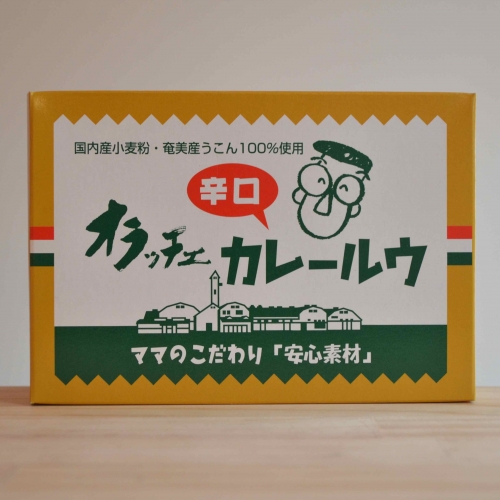 国内産小麦粉・奄美産うこん100%使用
辛口
オラッチェ
カレールウ
ママのこだわり「安心素材」